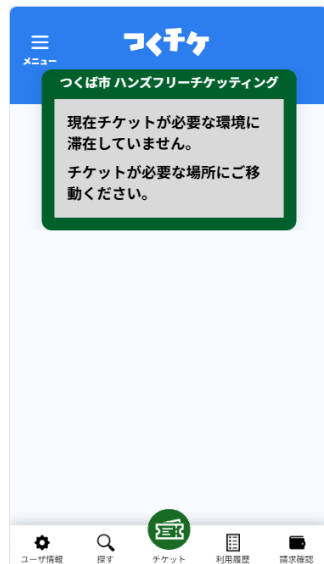 つくチケ
メニュー
つくば市 ハンズフリーチケッティング
現在チケットが必要な環境に
滞在していません。
チケットが必要な場所にご移
動ください。
ユーザ情報
探す
チケット
利用履歴
請求確認